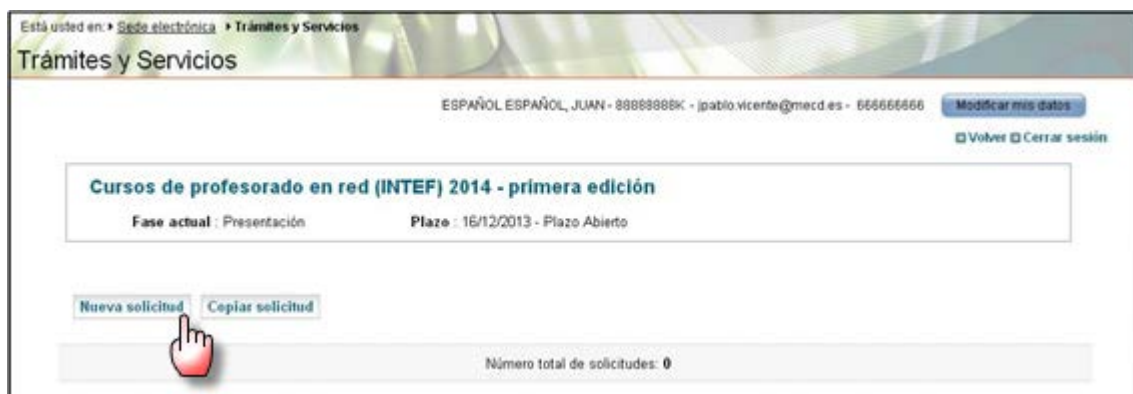 Está usted en: Sede electrónica Trámites y Servicios
Trámites y Servicios
ESPAÑOL ESPAÑOL, JUAN - 88888888K - jpablo.vicente@mecd.es - 666666666 Modificar mis datos
Volver Cerrar sesión
Cursos de profesorado en red (INTEF) 2014 - primera edición
Fase actual : Presentación Plazo : 16/12/2013 - Plazo Abierto
Nueva solicitud Copiar solicitud
Número total de solicitudes: 0